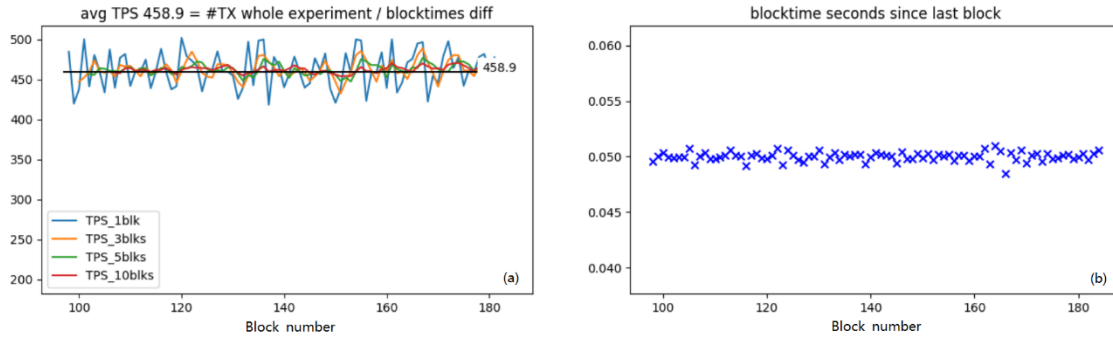 avg TPS 458.9 = #TX whole experiment / blocktimes diff
500
450
400
350
300
250
200
458.9
TPS_1blk
TPS_3blks
TPS_5blks
TPS_10blks
(a)
100
120
140
160
180
Block number
blocktime seconds since last block
0.060
0.055
0.050
0.045
0.040
(b)
100
120
140
160
180
Block number